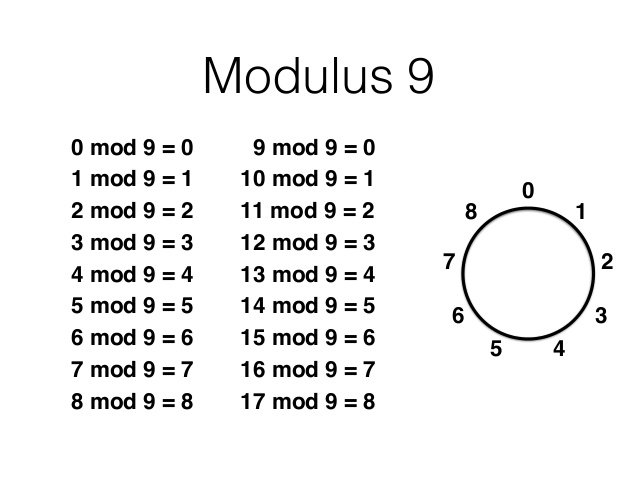 Modulus 9
0 mod 9 = 0
1 mod 9 = 1
2 mod 9 = 2
3 mod 9 = 3
4 mod 9 = 4
5 mod 9 = 5
6 mod 9 = 6
7 mod 9 = 7
8 mod 9 = 8
9 mod 9 = 0
10 mod 9 = 1
11 mod 9 = 2
12 mod 9 = 3
13 mod 9 = 4
14 mod 9 = 5
15 mod 9 = 6
16 mod 9 = 7
17 mod 9 = 8
0
1
2
3
4
5
6
7
8